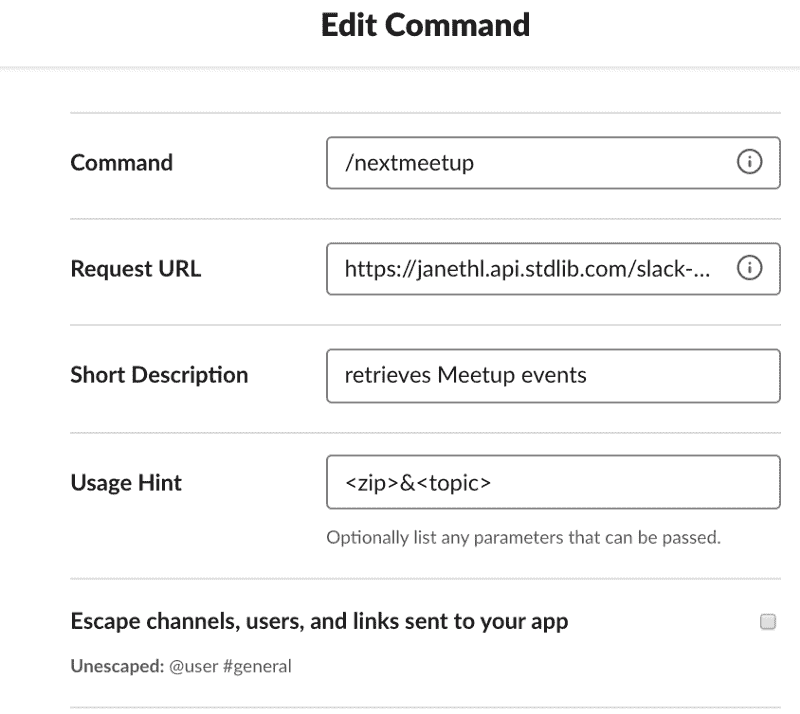 Edit Command
Command
/nextmeetup
Request URL
https://janethl.api.stdlib.com/slack-...
Short Description
retrieves Meetup events
Usage Hint
<zip>&<topic>
Optionally list any parameters that can be passed.
Escape channels, users, and links sent to your app
Unescaped: @user #general